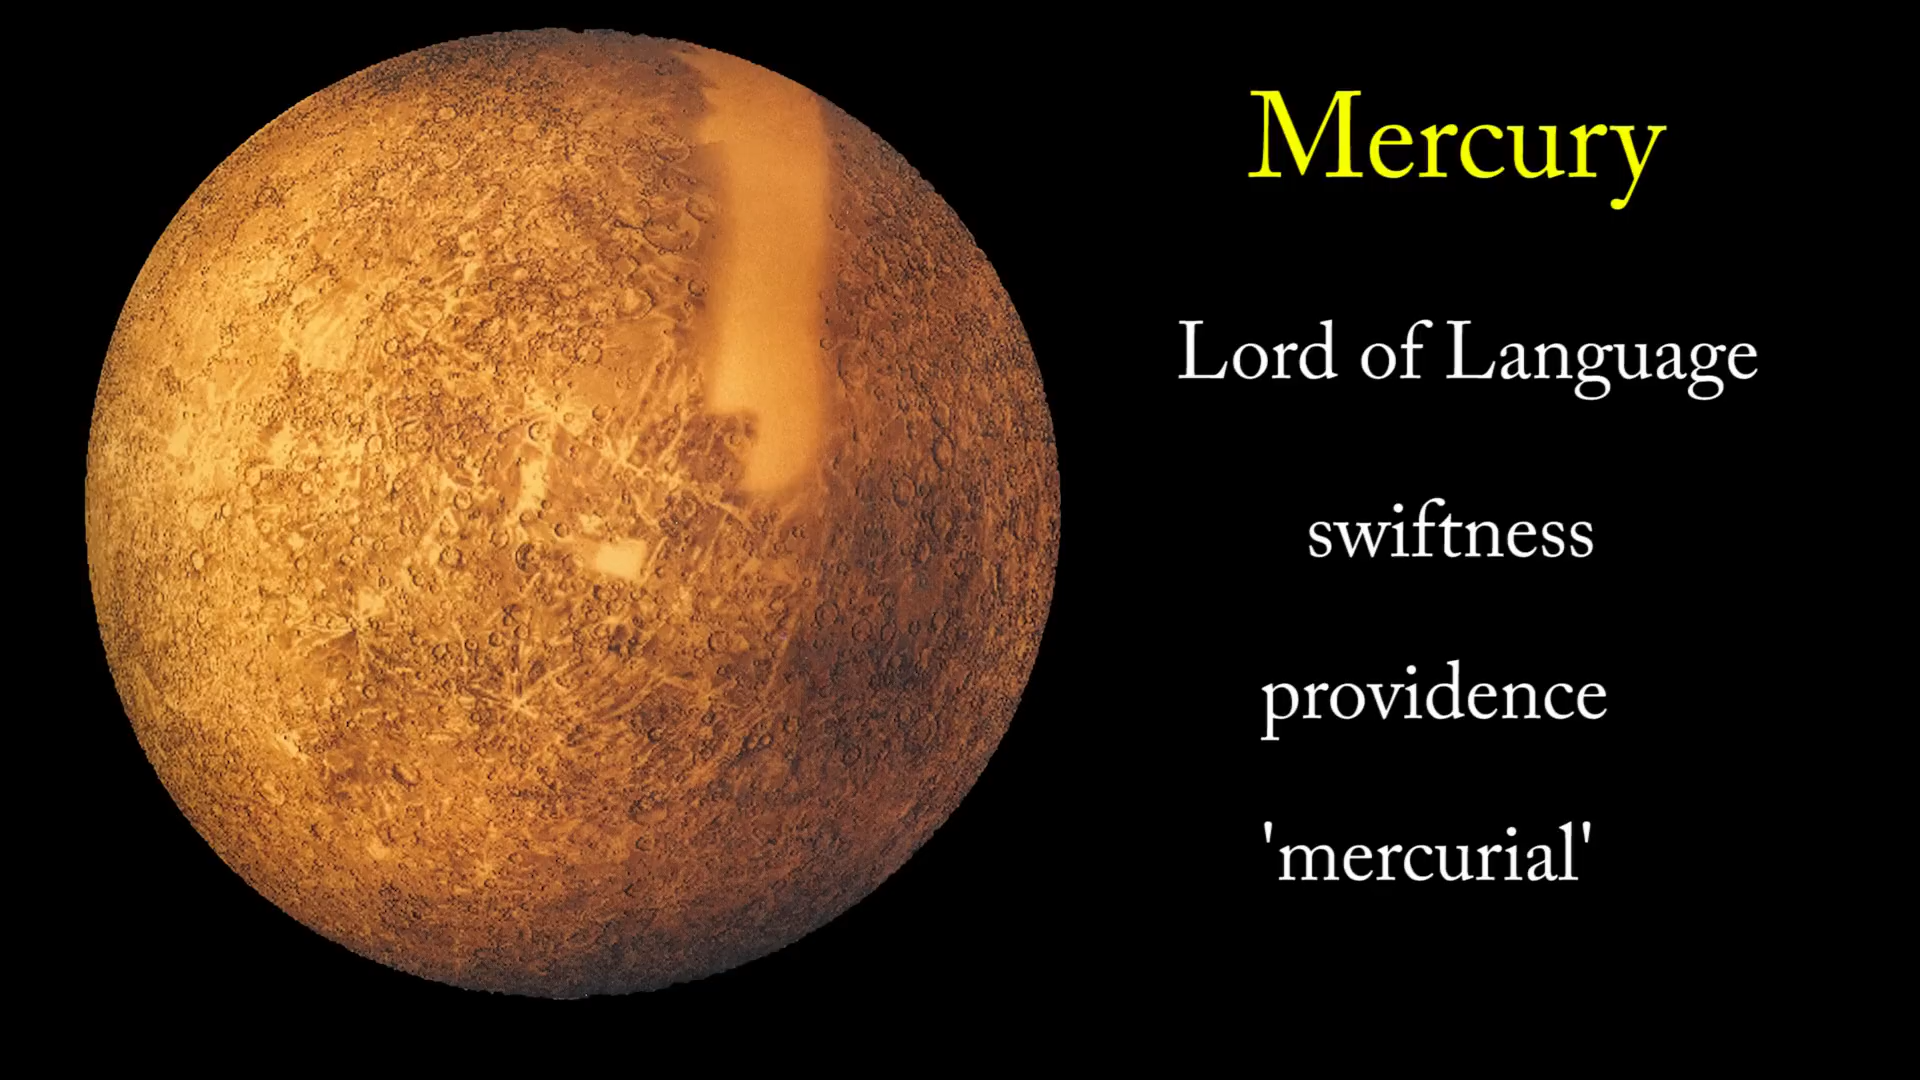 Mercury
Lord of Language
swiftness
providence
'mercurial'